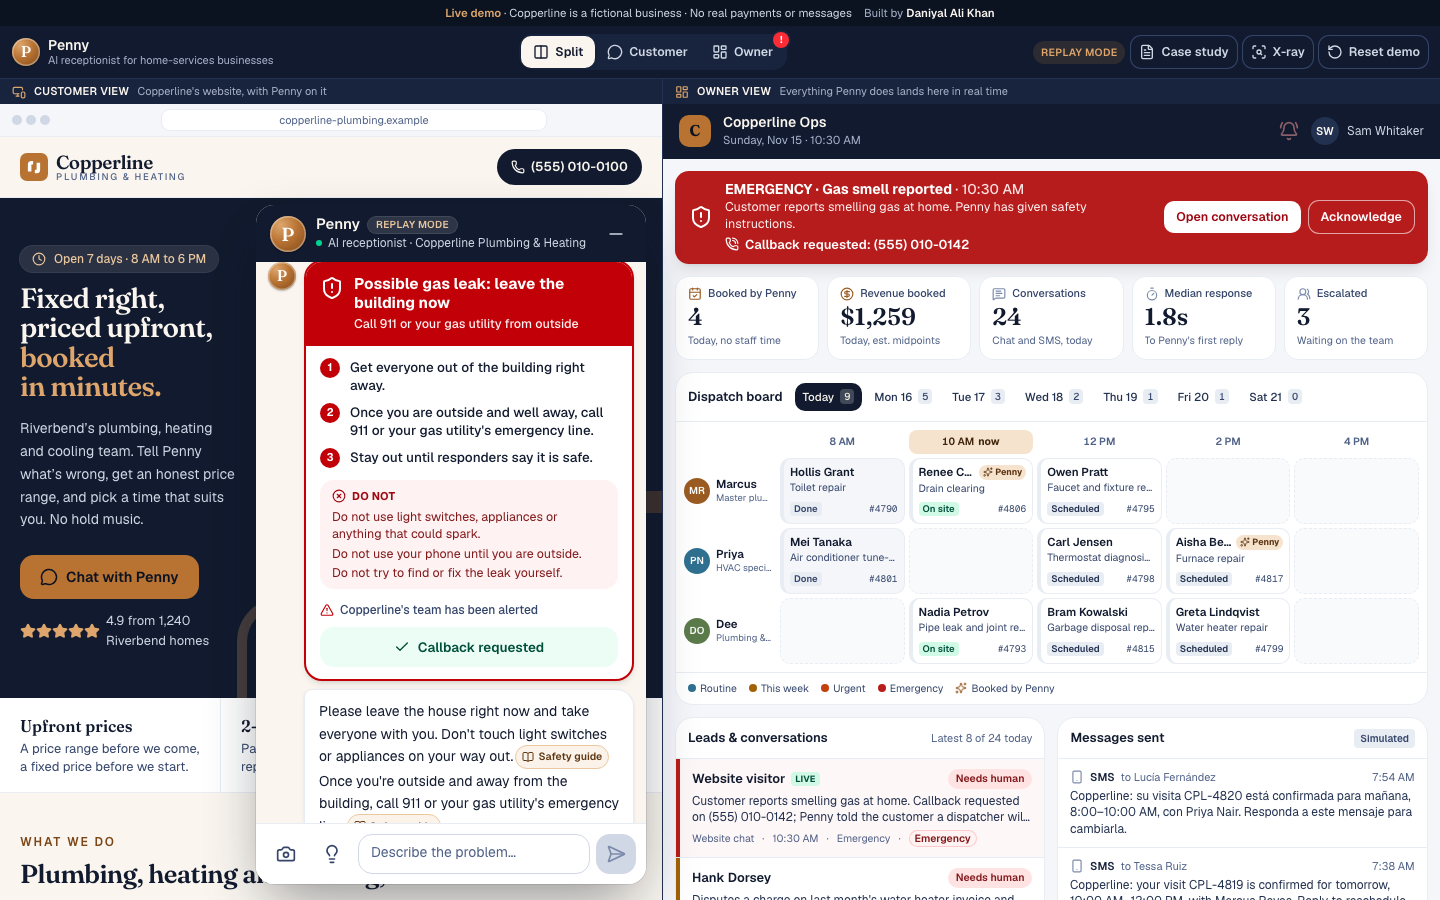 Live demo · Copperline is a fictional business · No real payments or messages Built by Daniyal Ali Khan
P Penny
AI receptionist for home-services businesses
Split Customer Owner !
REPLAY MODE Case study X-ray Reset demo
CUSTOMER VIEW Copperline's website, with Penny on it
copperline-plumbing.example
Copperline
PLUMBING & HEATING
(555) 010-0100
Open 7 days · 8 AM to 6 PM
Fixed right,
priced upfront,
booked
in minutes.
Riverbend's plumbing, heating
and cooling team. Tell Penny
what's wrong, get an honest price
range, and pick a time that suits
you. No hold music.
Chat with Penny
4.9 from 1,240
Riverbend homes
Upfront prices
A price range before we come,
a fixed price before we start.
WHAT WE DO
P Penny REPLAY MODE
AI receptionist · Copperline Plumbing & Heating
P
Possible gas leak: leave the
building now
Call 911 or your gas utility from outside
1 Get everyone out of the building right
away.
2 Once you are outside and well away, call
911 or your gas utility's emergency line.
3 Stay out until responders say it is safe.
DO NOT
Do not use light switches, appliances or
anything that could spark.
Do not use your phone until you are outside.
Do not try to find or fix the leak yourself.
Copperline's team has been alerted
Callback requested
Please leave the house right now and take
everyone with you. Don't touch light switches
or appliances on your way out. Safety guide
Once you're outside and away from the
building, call 911 or your gas utility's emergency
Describe the problem...
Plumbing, heating
OWNER VIEW Everything Penny does lands here in real time
C Copperline Ops
Sunday, Nov 15 · 10:30 AM
SW Sam Whitaker
EMERGENCY · Gas smell reported · 10:30 AM
Customer reports smelling gas at home. Penny has given safety
instructions.
Callback requested: (555) 010-0142
Open conversation Acknowledge
Booked by Penny
4
Today, no staff time
Revenue booked
$1,259
Today, est. midpoints
Conversations
24
Chat and SMS, today
Median response
1.8s
To Penny's first reply
Escalated
3
Waiting on the team
Dispatch board Today 9 Mon 16 5 Tue 17 3 Wed 18 2 Thu 19 1 Fri 20 1 Sat 21 0
8 AM 10 AM now 12 PM 2 PM 4 PM
MR Marcus
Master plu...
Hollis Grant
Toilet repair
Done #4790
Renee C... Penny
Drain clearing
On site #4806
Owen Pratt
Faucet and fixture re...
Scheduled #4795
PN Priya
HVAC speci...
Mei Tanaka
Air conditioner tune-...
Done #4801
Carl Jensen
Thermostat diagnosi...
Scheduled #4798
Aisha Be... Penny
Furnace repair
Scheduled #4817
DO Dee
Plumbing &...
Nadia Petrov
Pipe leak and joint re...
On site #4793
Bram Kowalski
Garbage disposal rep...
Scheduled #4815
Greta Lindqvist
Water heater repair
Scheduled #4799
Routine This week Urgent Emergency Booked by Penny
Leads & conversations Latest 8 of 24 today
Website visitor LIVE Needs human
Customer reports smelling gas at home. Callback requested
on (555) 010-0142; Penny told the customer a dispatcher wil...
Website chat · 10:30 AM · Emergency · Emergency
Hank Dorsey Needs human
Messages sent Simulated
SMS to Lucía Fernández 7:54 AM
Copperline: su visita CPL-4820 está confirmada para mañana,
8:00–10:00 AM, con Priya Nair. Responda a este mensaje para
cambiarla.
SMS to Tessa Ruiz 7:38 AM
Copperline: your visit CPL-4819 is confirmed for tomorrow,